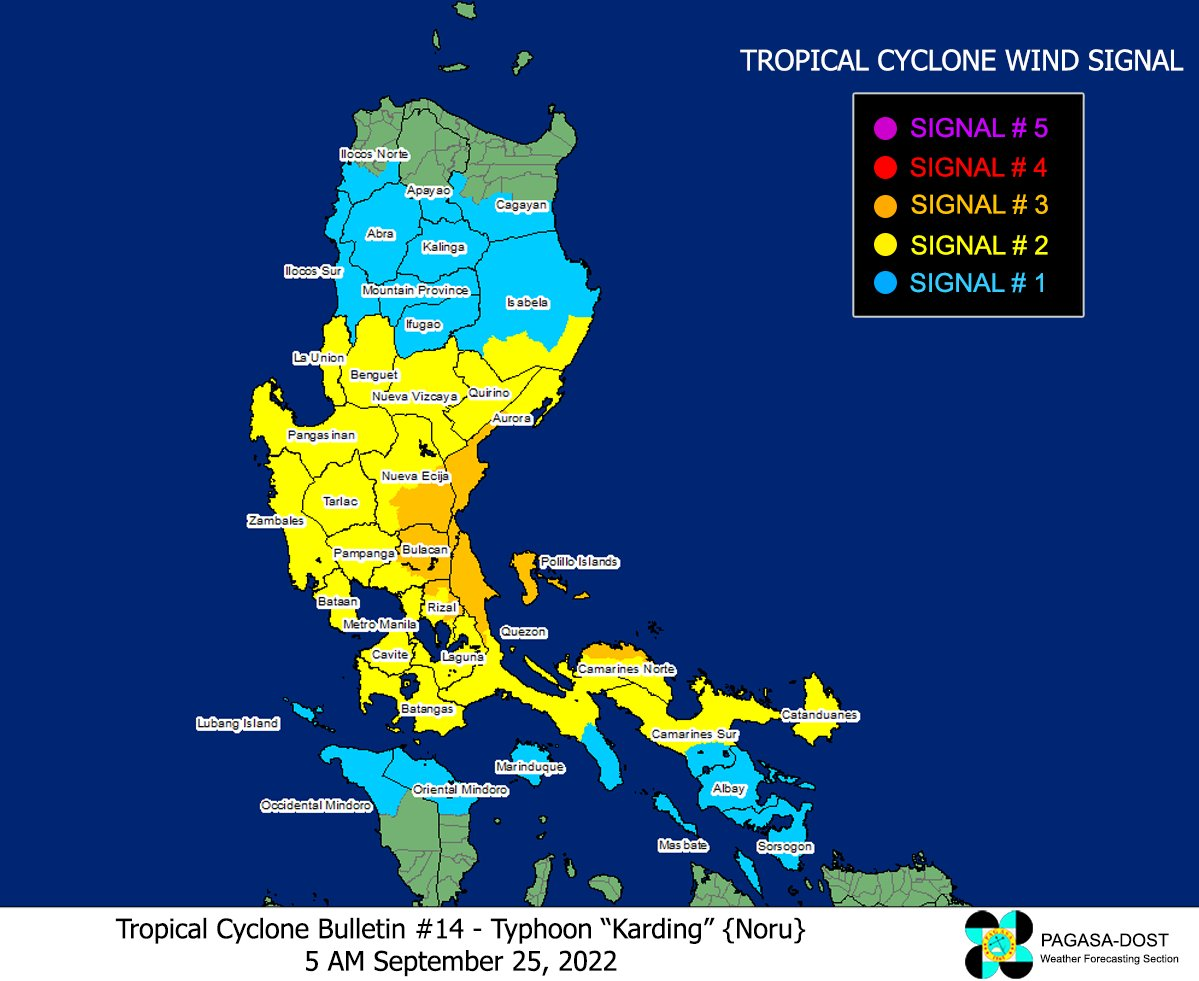 TROPICAL CYCLONE WIND SIGNAL
SIGNAL # 5
SIGNAL # 4
SIGNAL # 3
SIGNAL # 2
SIGNAL # 1
Ilocos Norte
Apayao
Cagayan
Abra
Kalinga
Ilocos Sur
Mountain Province
Isabela
Ifugao
La Union
Benguet
Nueva Vizcaya
Quirino
Aurora
Pangasinan
Nueva Ecija
Tarlac
Zambales
Pampanga
Bulacan
Polillo Islands
Bataan
Rizal
Metro Manila
Quezon
Cavite
Laguna
Camarines Norte
Batangas
Catanduanes
Lubang Island
Camarines Sur
Marinduque
Oriental Mindoro
Albay
Occidental Mindoro
Masbate
Sorsogon
Tropical Cyclone Bulletin #14 - Typhoon “Karding” {Noru}
5 AM September 25, 2022
PAGASA-DOST
Weather Forecasting Section